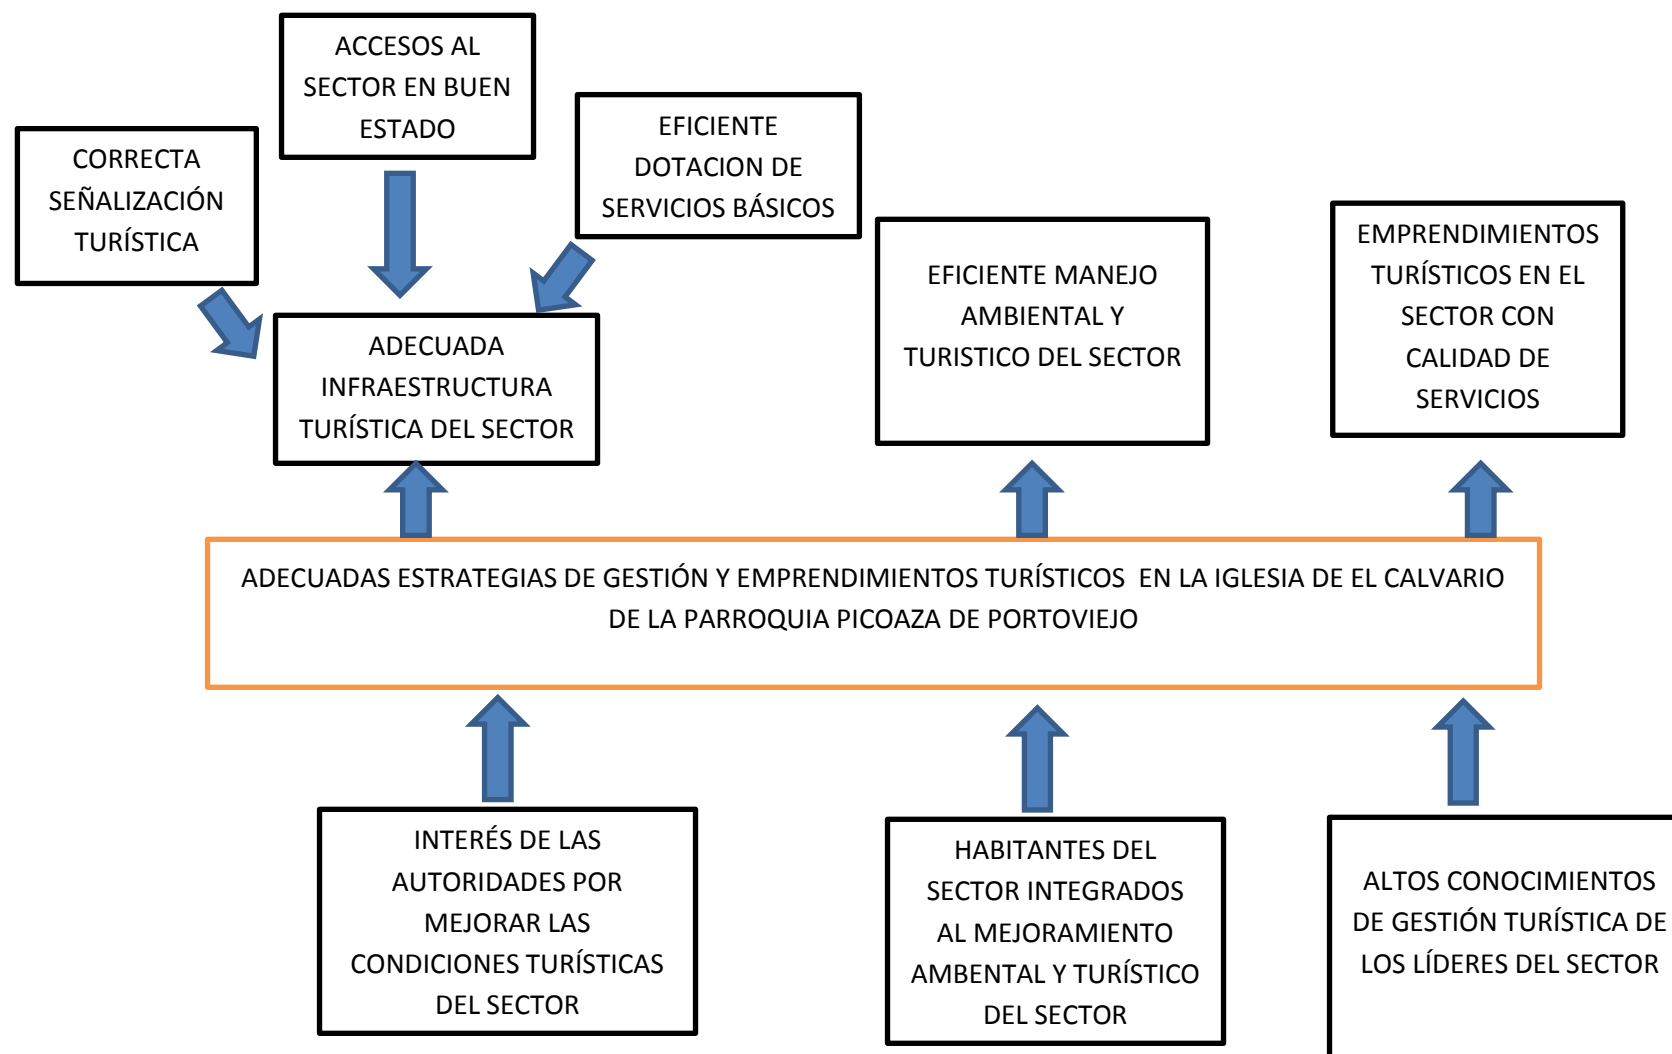 ACCESOS AL
SECTOR EN BUEN
ESTADO
CORRECTA
SEÑALIZACIÓN
TURÍSTICA
EFICIENTE
DOTACION DE
SERVICIOS BÁSICOS
ADECUADA
INFRAESTRUCTURA
TURÍSTICA DEL SECTOR
EFICIENTE MANEJO
AMBIENTAL Y
TURISTICO DEL SECTOR
EMPRENDIMIENTOS
TURÍSTICOS EN EL
SECTOR CON
CALIDAD DE
SERVICIOS
ADECUADAS ESTRATEGIAS DE GESTIÓN Y EMPRENDIMIENTOS TURÍSTICOS  EN LA IGLESIA DE EL CALVARIO
DE LA PARROQUIA PICOAZA DE PORTOVIEJO
INTERÉS DE LAS
AUTORIDADES POR
MEJORAR LAS
CONDICIONES TURÍSTICAS
DEL SECTOR
HABITANTES DEL
SECTOR INTEGRADOS
AL MEJORAMIENTO
AMBENTAL Y TURÍSTICO
DEL SECTOR
ALTOS CONOCIMIENTOS
DE GESTIÓN TURÍSTICA DE
LOS LÍDERES DEL SECTOR